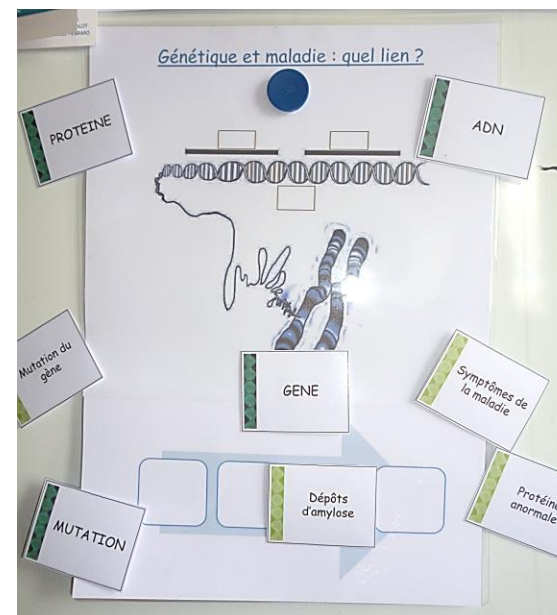 Génétique et maladie : quel lien ?
PROTEINE
ADN
Mutation du
gène
GENE
Symptômes de
la maladie
MUTATION
Dépôts
d'amylose
Protéine
anormale